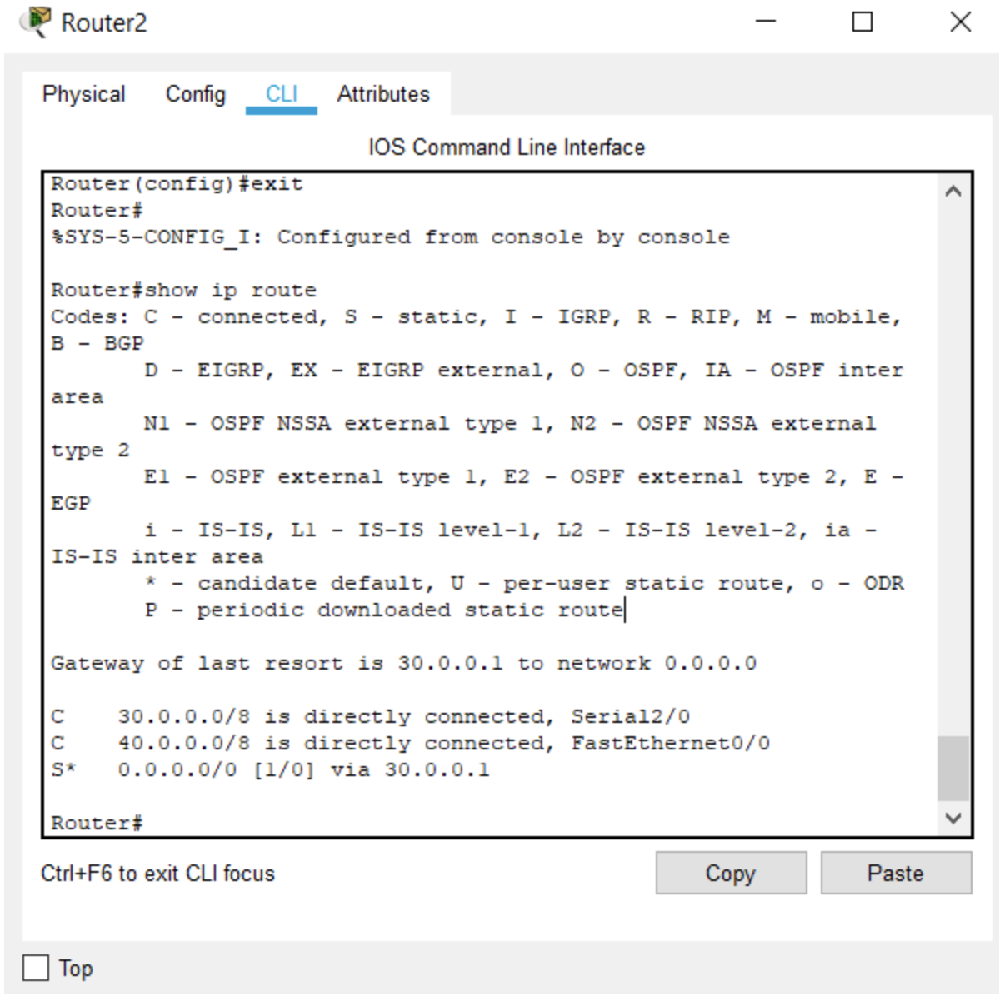 Router2
Physical Config CLI Attributes
IOS Command Line Interface
Router(config)#exit
Router#
%SYS-5-CONFIG_I: Configured from console by console
Router#show ip route
Codes: C - connected, S - static, I - IGRP, R - RIP, M - mobile,
B - BGP
D - EIGRP, EX - EIGRP external, O - OSPF, IA - OSPF inter
area
N1 - OSPF NSSA external type 1, N2 - OSPF NSSA external
type 2
E1 - OSPF external type 1, E2 - OSPF external type 2, E -
EGP
i - IS-IS, L1 - IS-IS level-1, L2 - IS-IS level-2, ia -
IS-IS inter area
* - candidate default, U - per-user static route, o - ODR
P - periodic downloaded static route
Gateway of last resort is 30.0.0.1 to network 0.0.0.0
C 30.0.0.0/8 is directly connected, Serial2/0
C 40.0.0.0/8 is directly connected, FastEthernet0/0
S* 0.0.0.0/0 [1/0] via 30.0.0.1
Router#
Ctrl+F6 to exit CLI focus
Copy Paste
Top